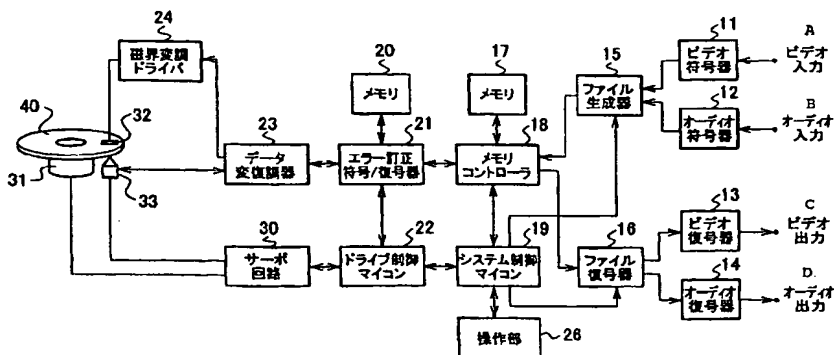 24
磁界変調
ドライバ
20
メモリ
17
メモリ
15
ファイル
生成器
11
ビデオ
符号器
A
ビデオ
入力
12
オーディオ
符号器
B
オーディオ
入力
40
32
31
33
23
データ
変復調器
21
エラー訂正
符号/復号器
18
メモリ
コントローラ
30
サーボ
回路
22
ドライブ制御
マイコン
19
システム制御
マイコン
16
ファイル
復号器
13
ビデオ
復号器
C
ビデオ
出力
14
オーディオ
復号器
D.
オーディオ
出力
操作部
26